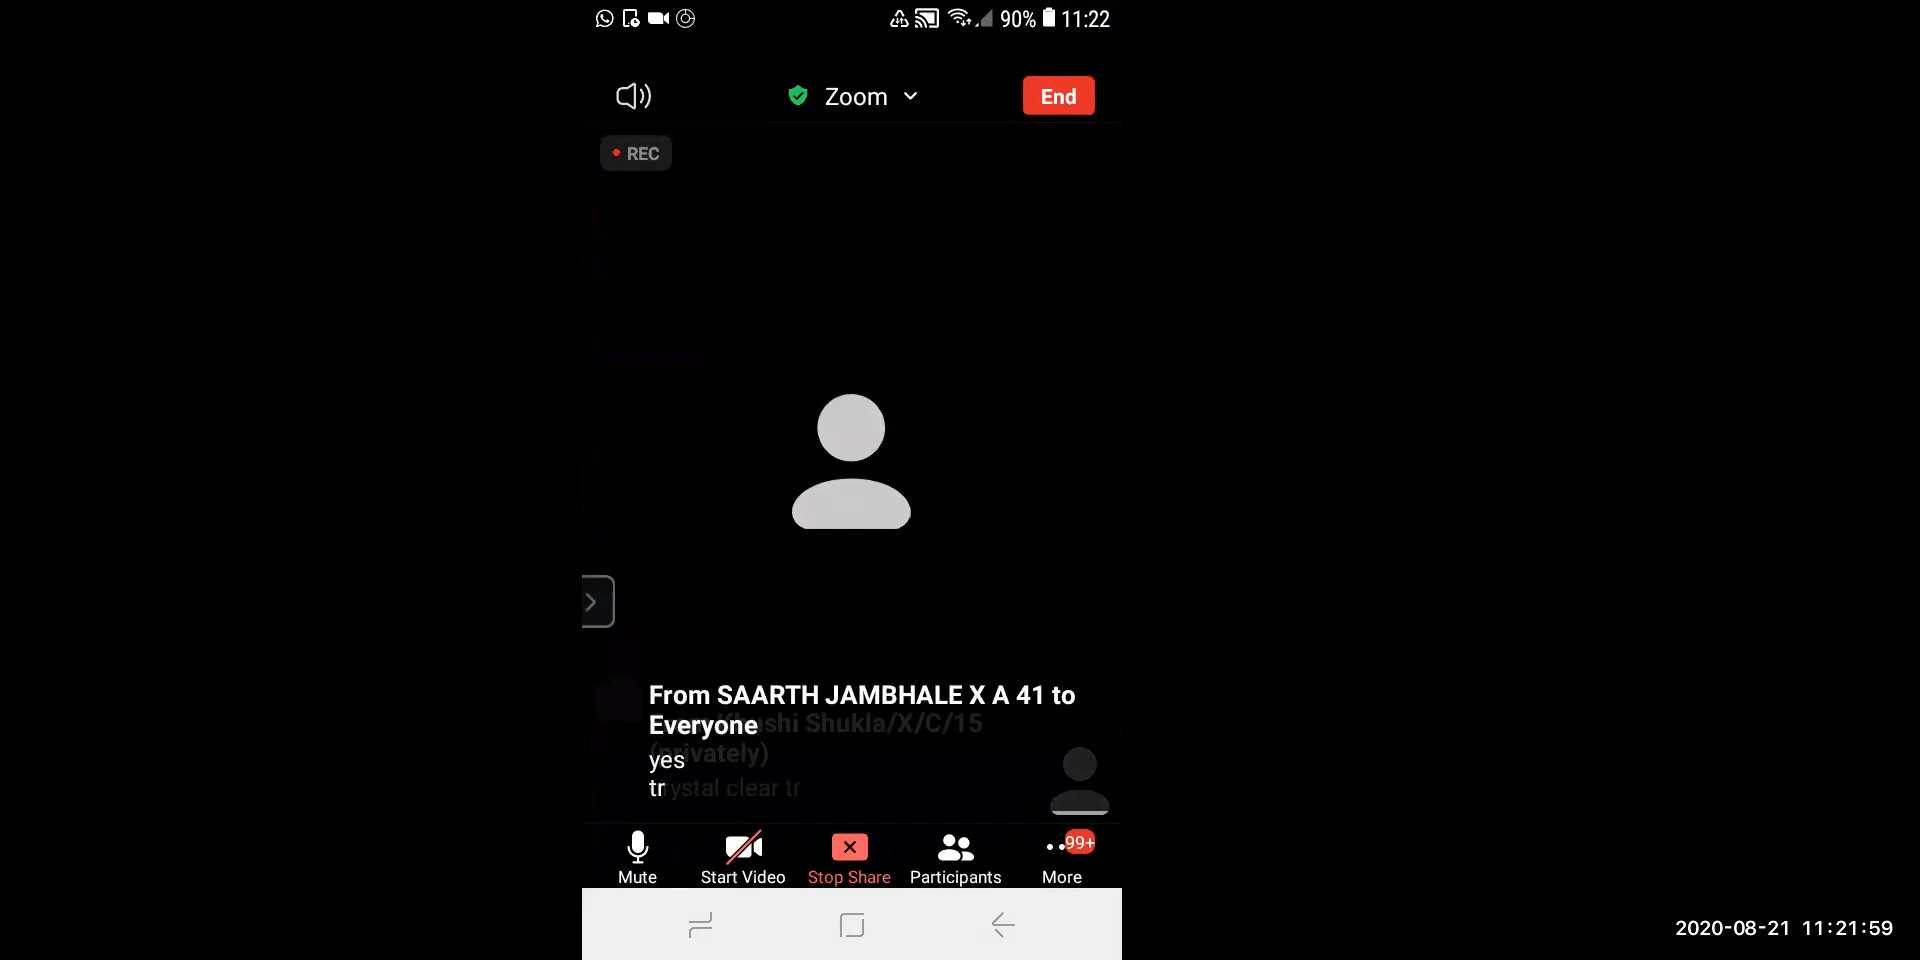 90% 11:22
Zoom
End
REC
From SAARTH JAMBHALE X A 41 to
Everyone
shi Shukla/X/C/15
(privately)
yes
tr
rystal clear tr
99+
Mute
Start Video
Stop Share
Participants
More
2020-08-21 11:21:59